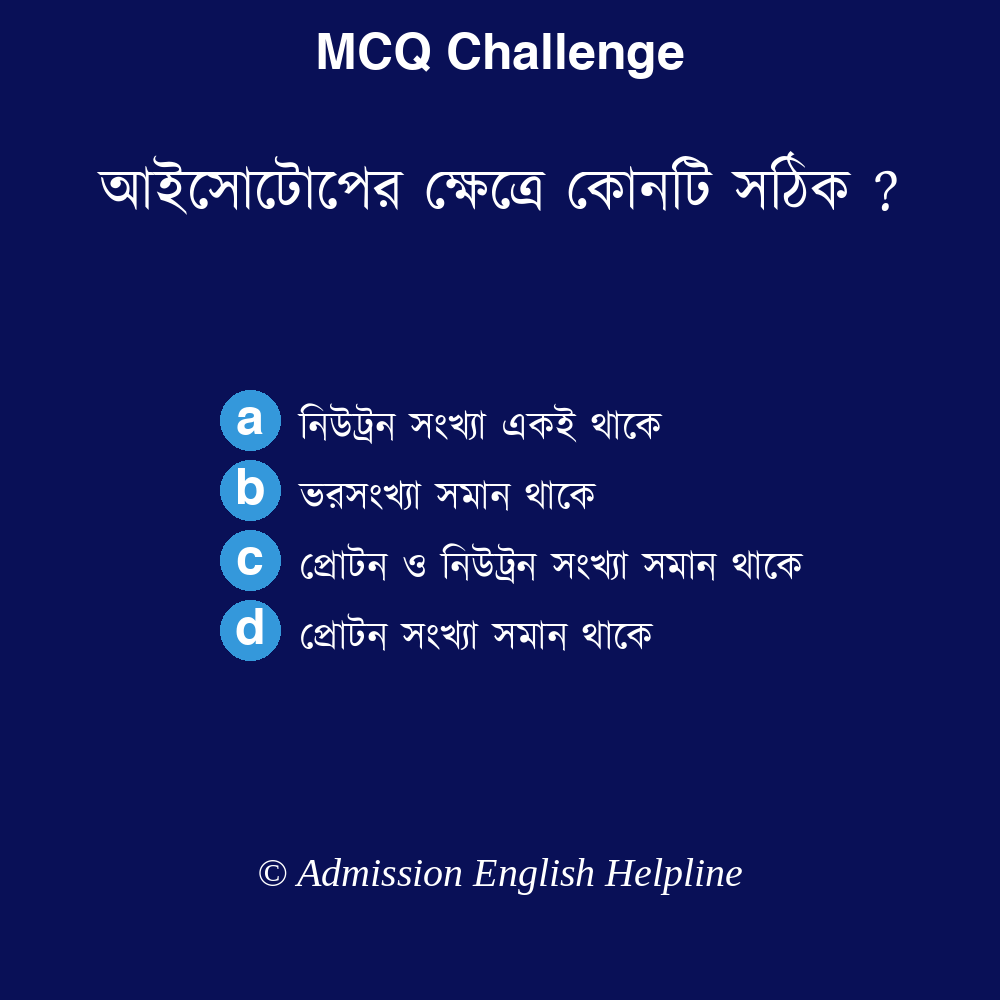 MCQ Challenge
আইসোটোপের ক্ষেত্রে কোনটি সঠিক ?
a নিউট্রন সংখ্যা একই থাকে
b ভরসংখ্যা সমান থাকে
c প্রোটন ও নিউট্রন সংখ্যা সমান থাকে
d প্রোটন সংখ্যা সমান থাকে
© Admission English Helpline